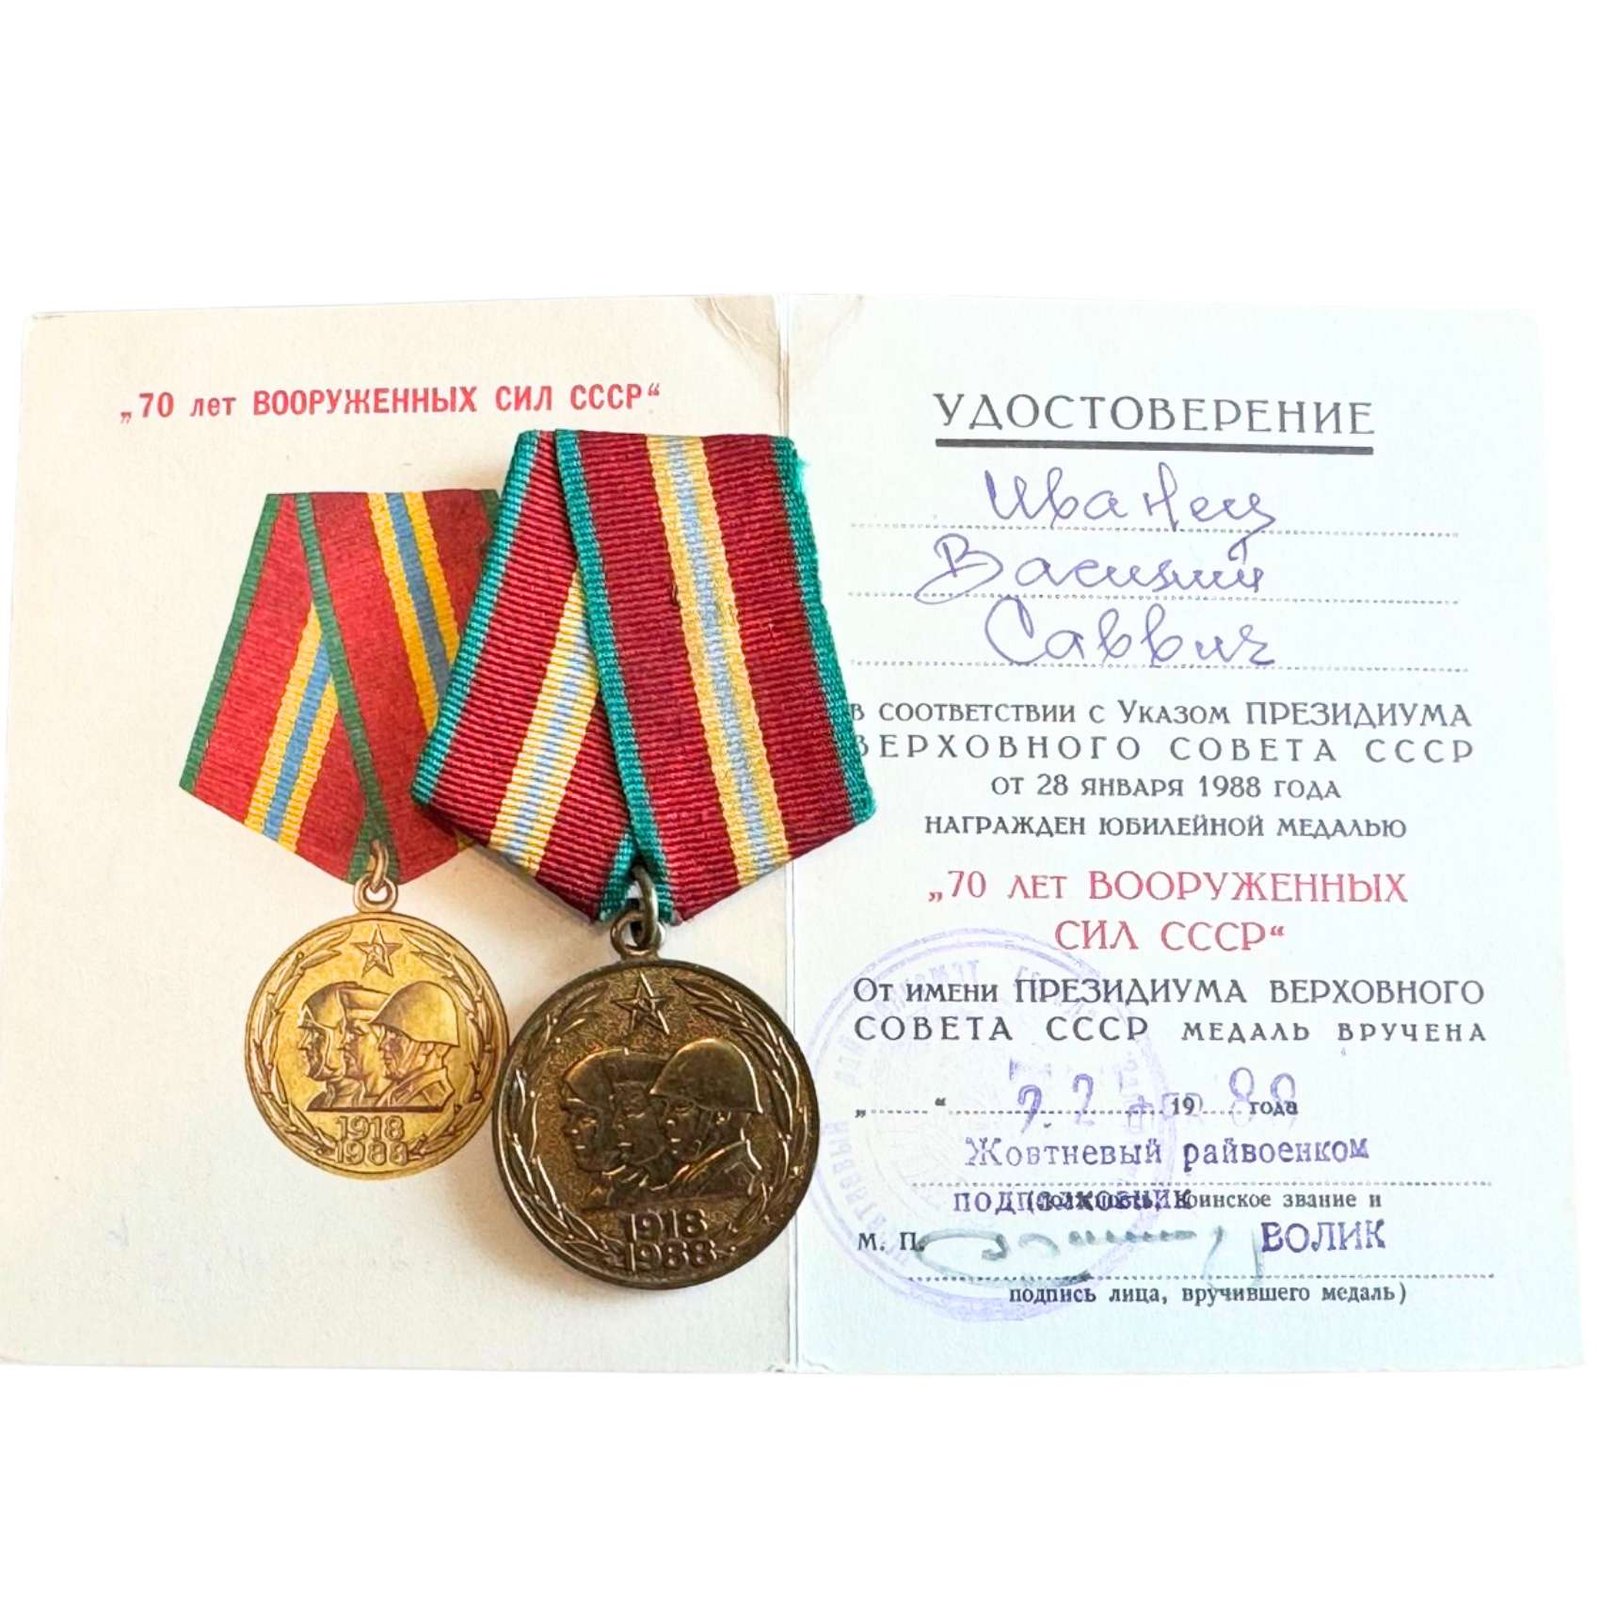 „70 лет ВООРУЖЕННЫХ СИЛ СССР“
1918
1988
1918
1988
УДОСТОВЕРЕНИЕ
Иванец
Василий
Саввич
В СООТВЕТСТВИИ С УКАЗОМ ПРЕЗИДИУМА
ВЕРХОВНОГО СОВЕТА СССР
ОТ 28 ЯНВАРЯ 1988 ГОДА
НАГРАЖДЕН ЮБИЛЕЙНОЙ МЕДАЛЬЮ
„70 ЛЕТ ВООРУЖЕННЫХ
СИЛ СССР“
ОТ ИМЕНИ ПРЕЗИДИУМА ВЕРХОВНОГО
СОВЕТА СССР МЕДАЛЬ ВРУЧЕНА
„ “ 19 года
Жовтневый райвоенком
ПОДПОЛКОВНИК
воинское звание и
М. П. ВОЛИК
подпись лица, вручившего медаль)